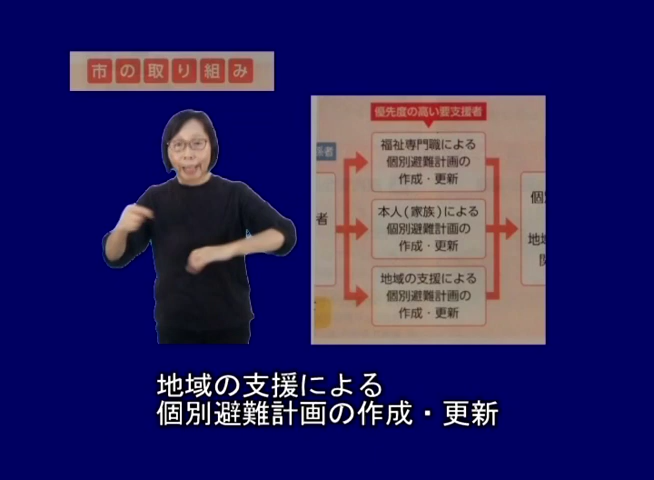 市の取り組み
優先度の高い要支援者
福祉専門職による
個別避難計画の
作成・更新
者
本人(家族)による
個別避難計画の
作成・更新
地域の支援による
個別避難計画の
作成・更新
地域の支援による
個別避難計画の作成・更新